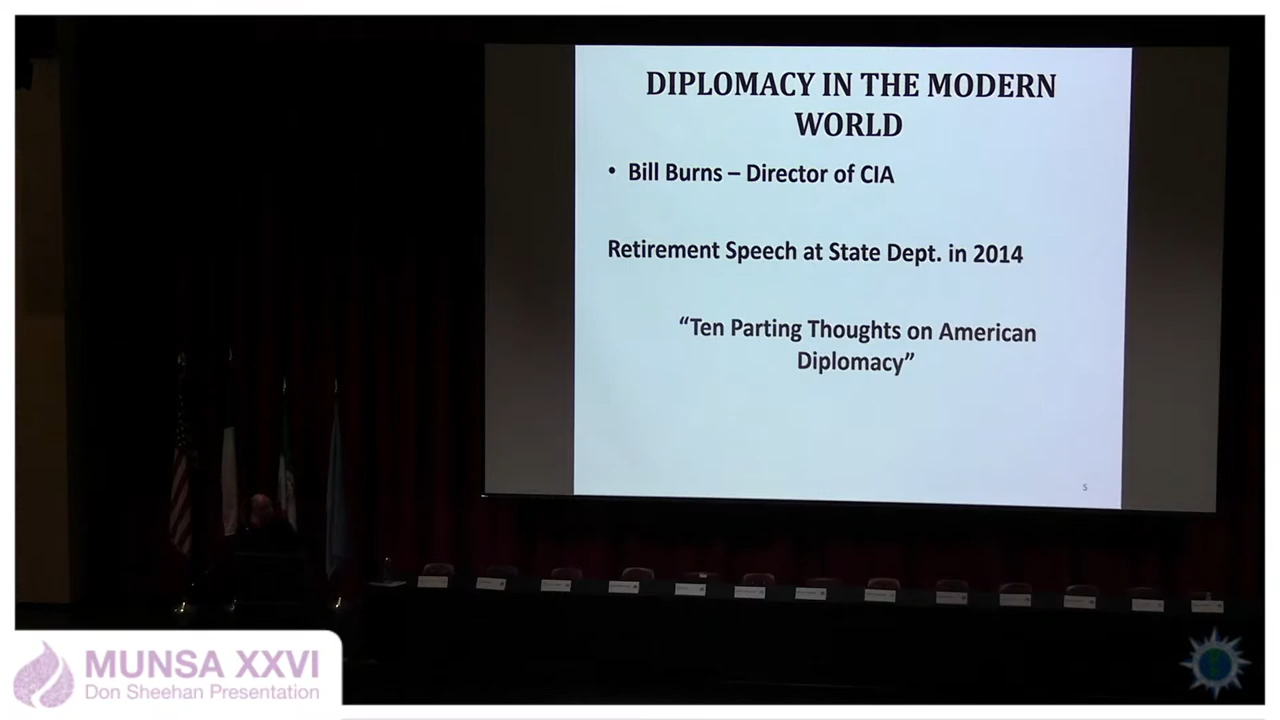 DIPLOMACY IN THE MODERN
WORLD
• Bill Burns – Director of CIA
Retirement Speech at State Dept. in 2014
“Ten Parting Thoughts on American
Diplomacy”
5
MUNSA XXVI
Don Sheehan Presentation